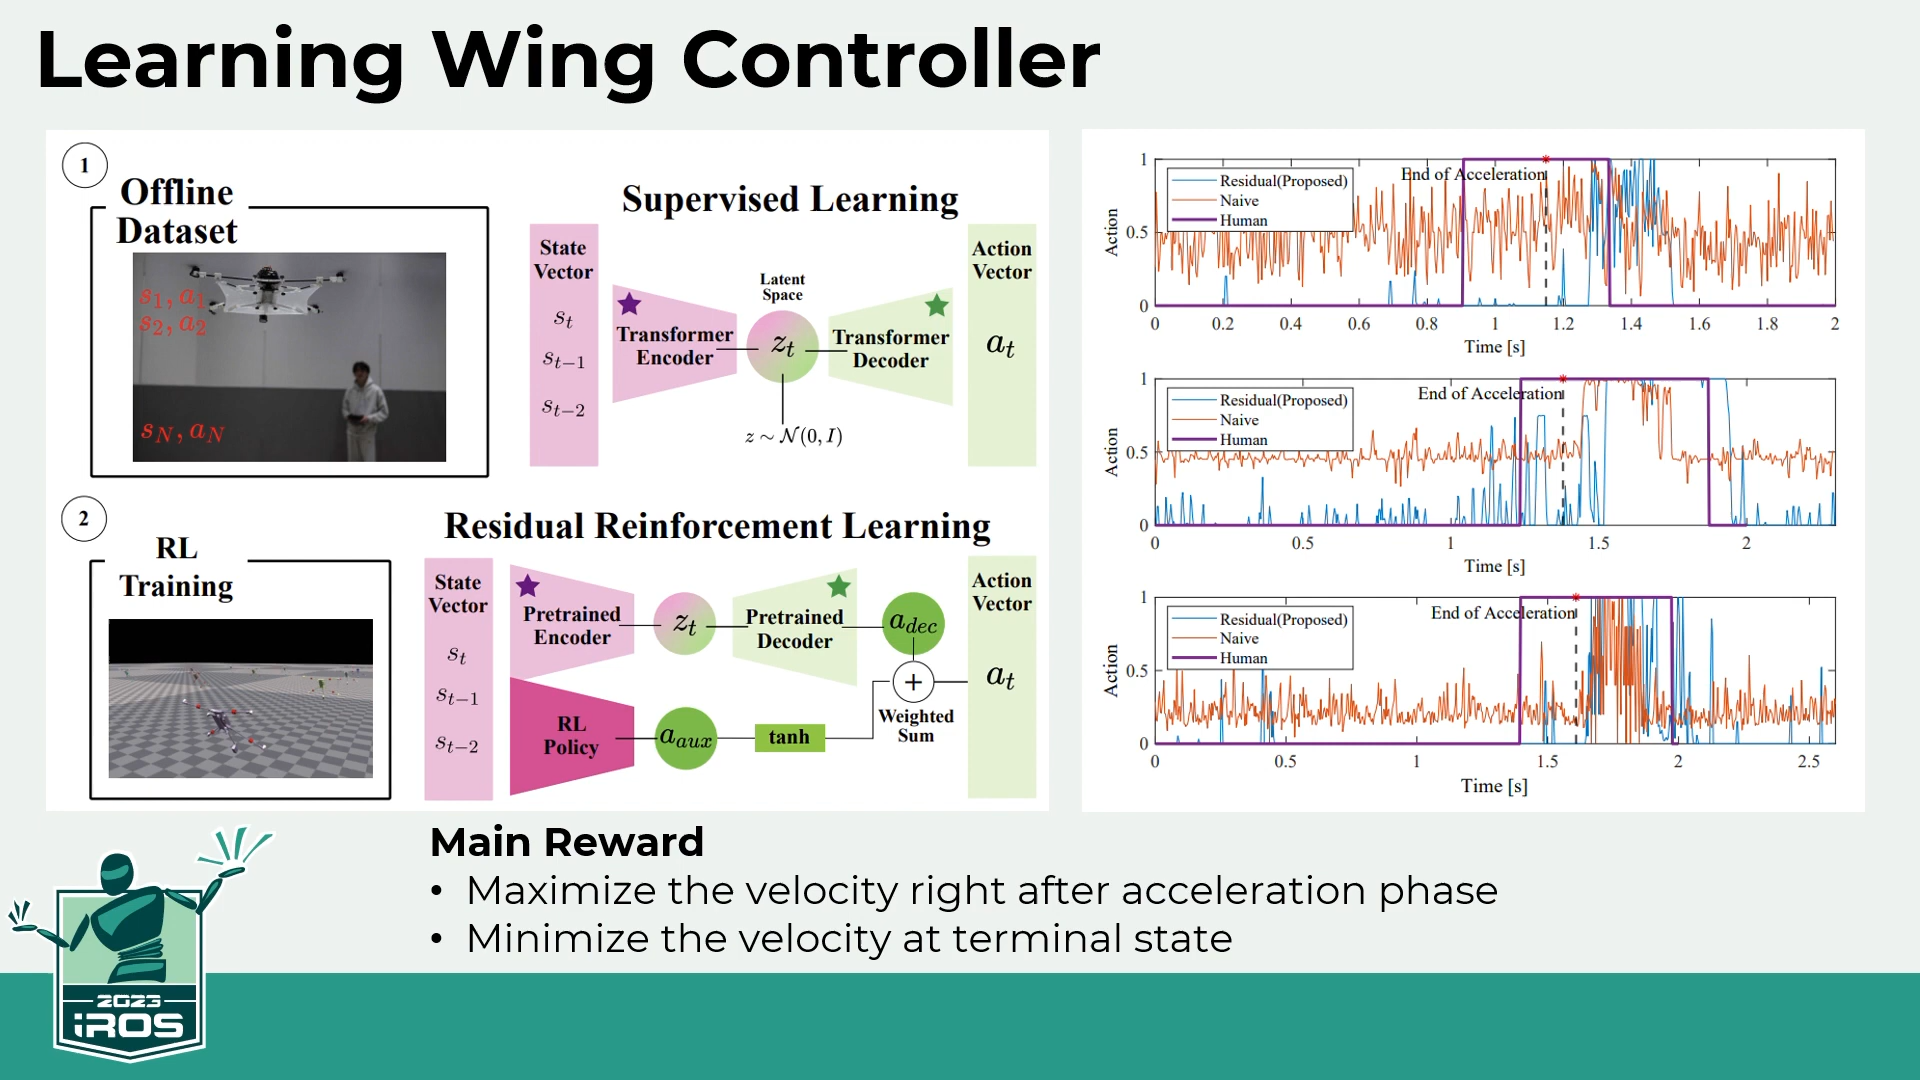 Learning Wing Controller
1
Offline
Dataset
s₁, a₁
s₂, a₂
s_N, a_N
Supervised Learning
State
Vector
s_t
s_{t−1}
s_{t−2}
Transformer
Encoder
Latent
Space
z_t
z ~ 𝒩(0, I)
Transformer
Decoder
Action
Vector
a_t
2
RL
Training
Residual Reinforcement Learning
State
Vector
s_t
s_{t−1}
s_{t−2}
Pretrained
Encoder
z_t
Pretrained
Decoder
a_{dec}
RL
Policy
a_{aux}
tanh
+
Weighted
Sum
Action
Vector
a_t
Action
1
0.5
0
Residual(Proposed)
Naive
Human
End of Acceleration
0 0.2 0.4 0.6 0.8 1 1.2 1.4 1.6 1.8 2
Time [s]
Action
1
0.5
0
Residual(Proposed)
Naive
Human
End of Acceleration
0 0.5 1 1.5 2
Time [s]
Action
1
0.5
0
Residual(Proposed)
Naive
Human
End of Acceleration
0 0.5 1 1.5 2 2.5
Time [s]
Main Reward
• Maximize the velocity right after acceleration phase
• Minimize the velocity at terminal state
2023
iROS